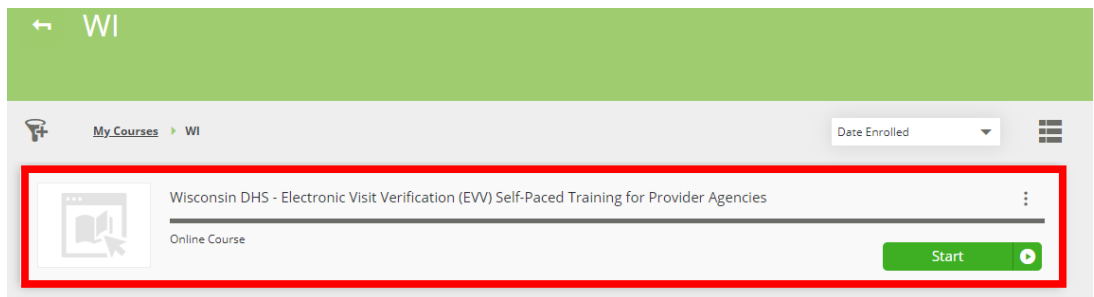 WI
My Courses WI
Date Enrolled
Wisconsin DHS - Electronic Visit Verification (EVV) Self-Paced Training for Provider Agencies
Online Course
Start